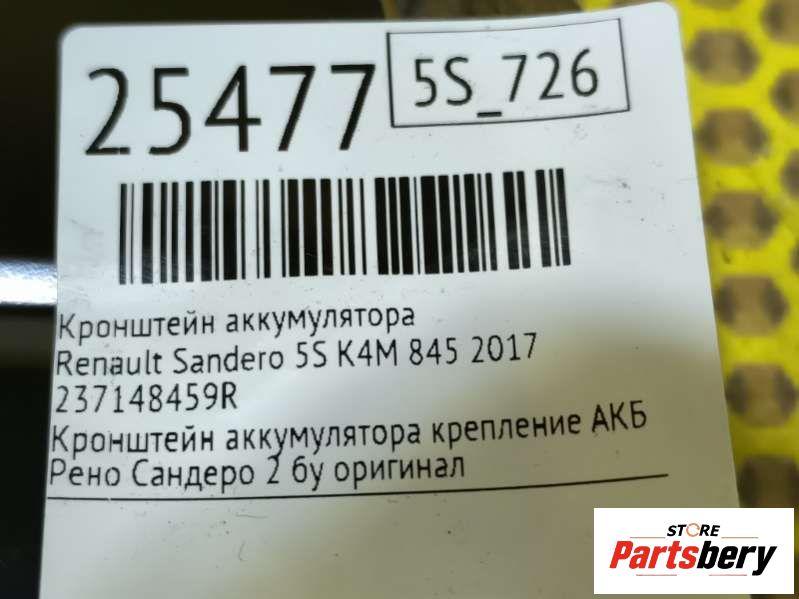 25477
5S_726
Кронштейн аккумулятора
Renault Sandero 5S K4M 845 2017
237148459R
Кронштейн аккумулятора крепление АКБ
Рено Сандеро 2 бу оригинал
STORE
Partsbery